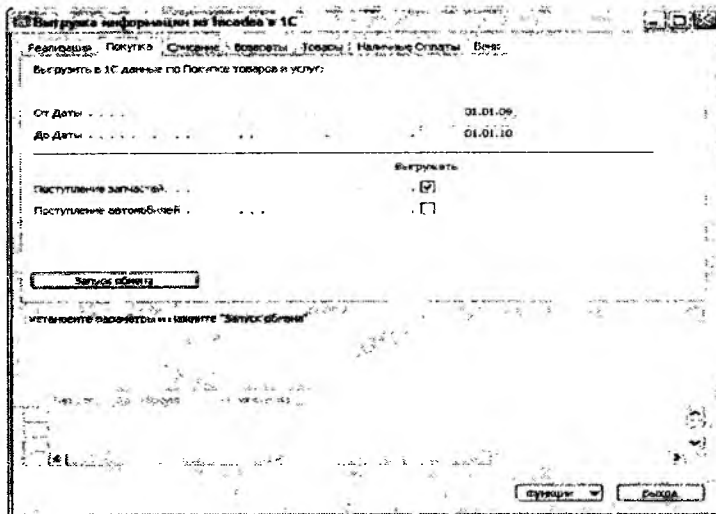 Выгрузка информации из Incadea в 1С
Реализация Покупка Списание Возвраты Товары Наличные Оплаты Банк
Выгрузить в 1С данные по Покупке товаров и услуг:
От Даты . . . . 01.01.09
До Даты . . . . . . . . . . 01.01.10
Выгружать
Поступление запчастей. . . .
Поступление автомобилей . . . . .
Запуск обмена
Установите параметры и нажмите "Запуск обмена"
Функции
Выход